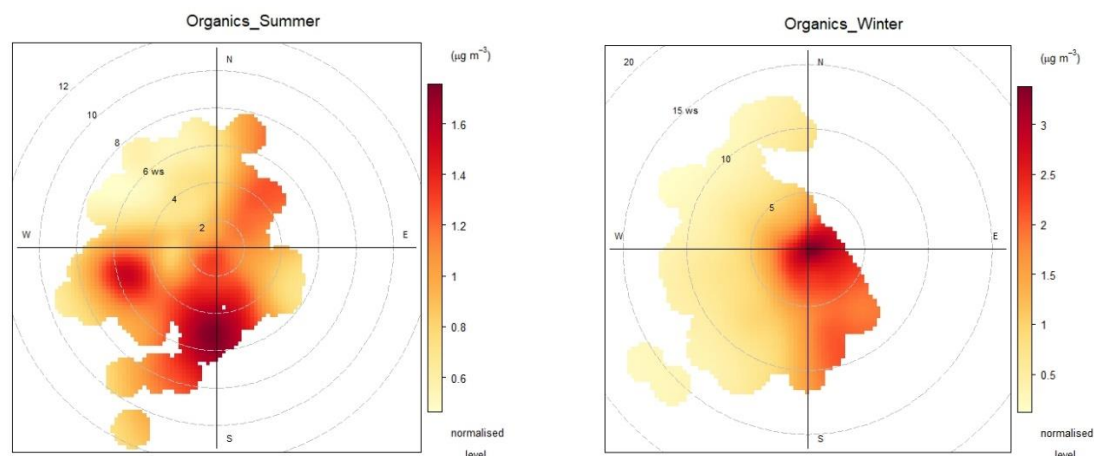 Organics_Summer
(μg m⁻³)
N
12
10
8
6 ws
4
2
W
E
S
1.6
1.4
1.2
1
0.8
0.6
normalised
level
Organics_Winter
(μg m⁻³)
20
N
15 ws
10
5
W
E
S
3
2.5
2
1.5
1
0.5
normalised
level